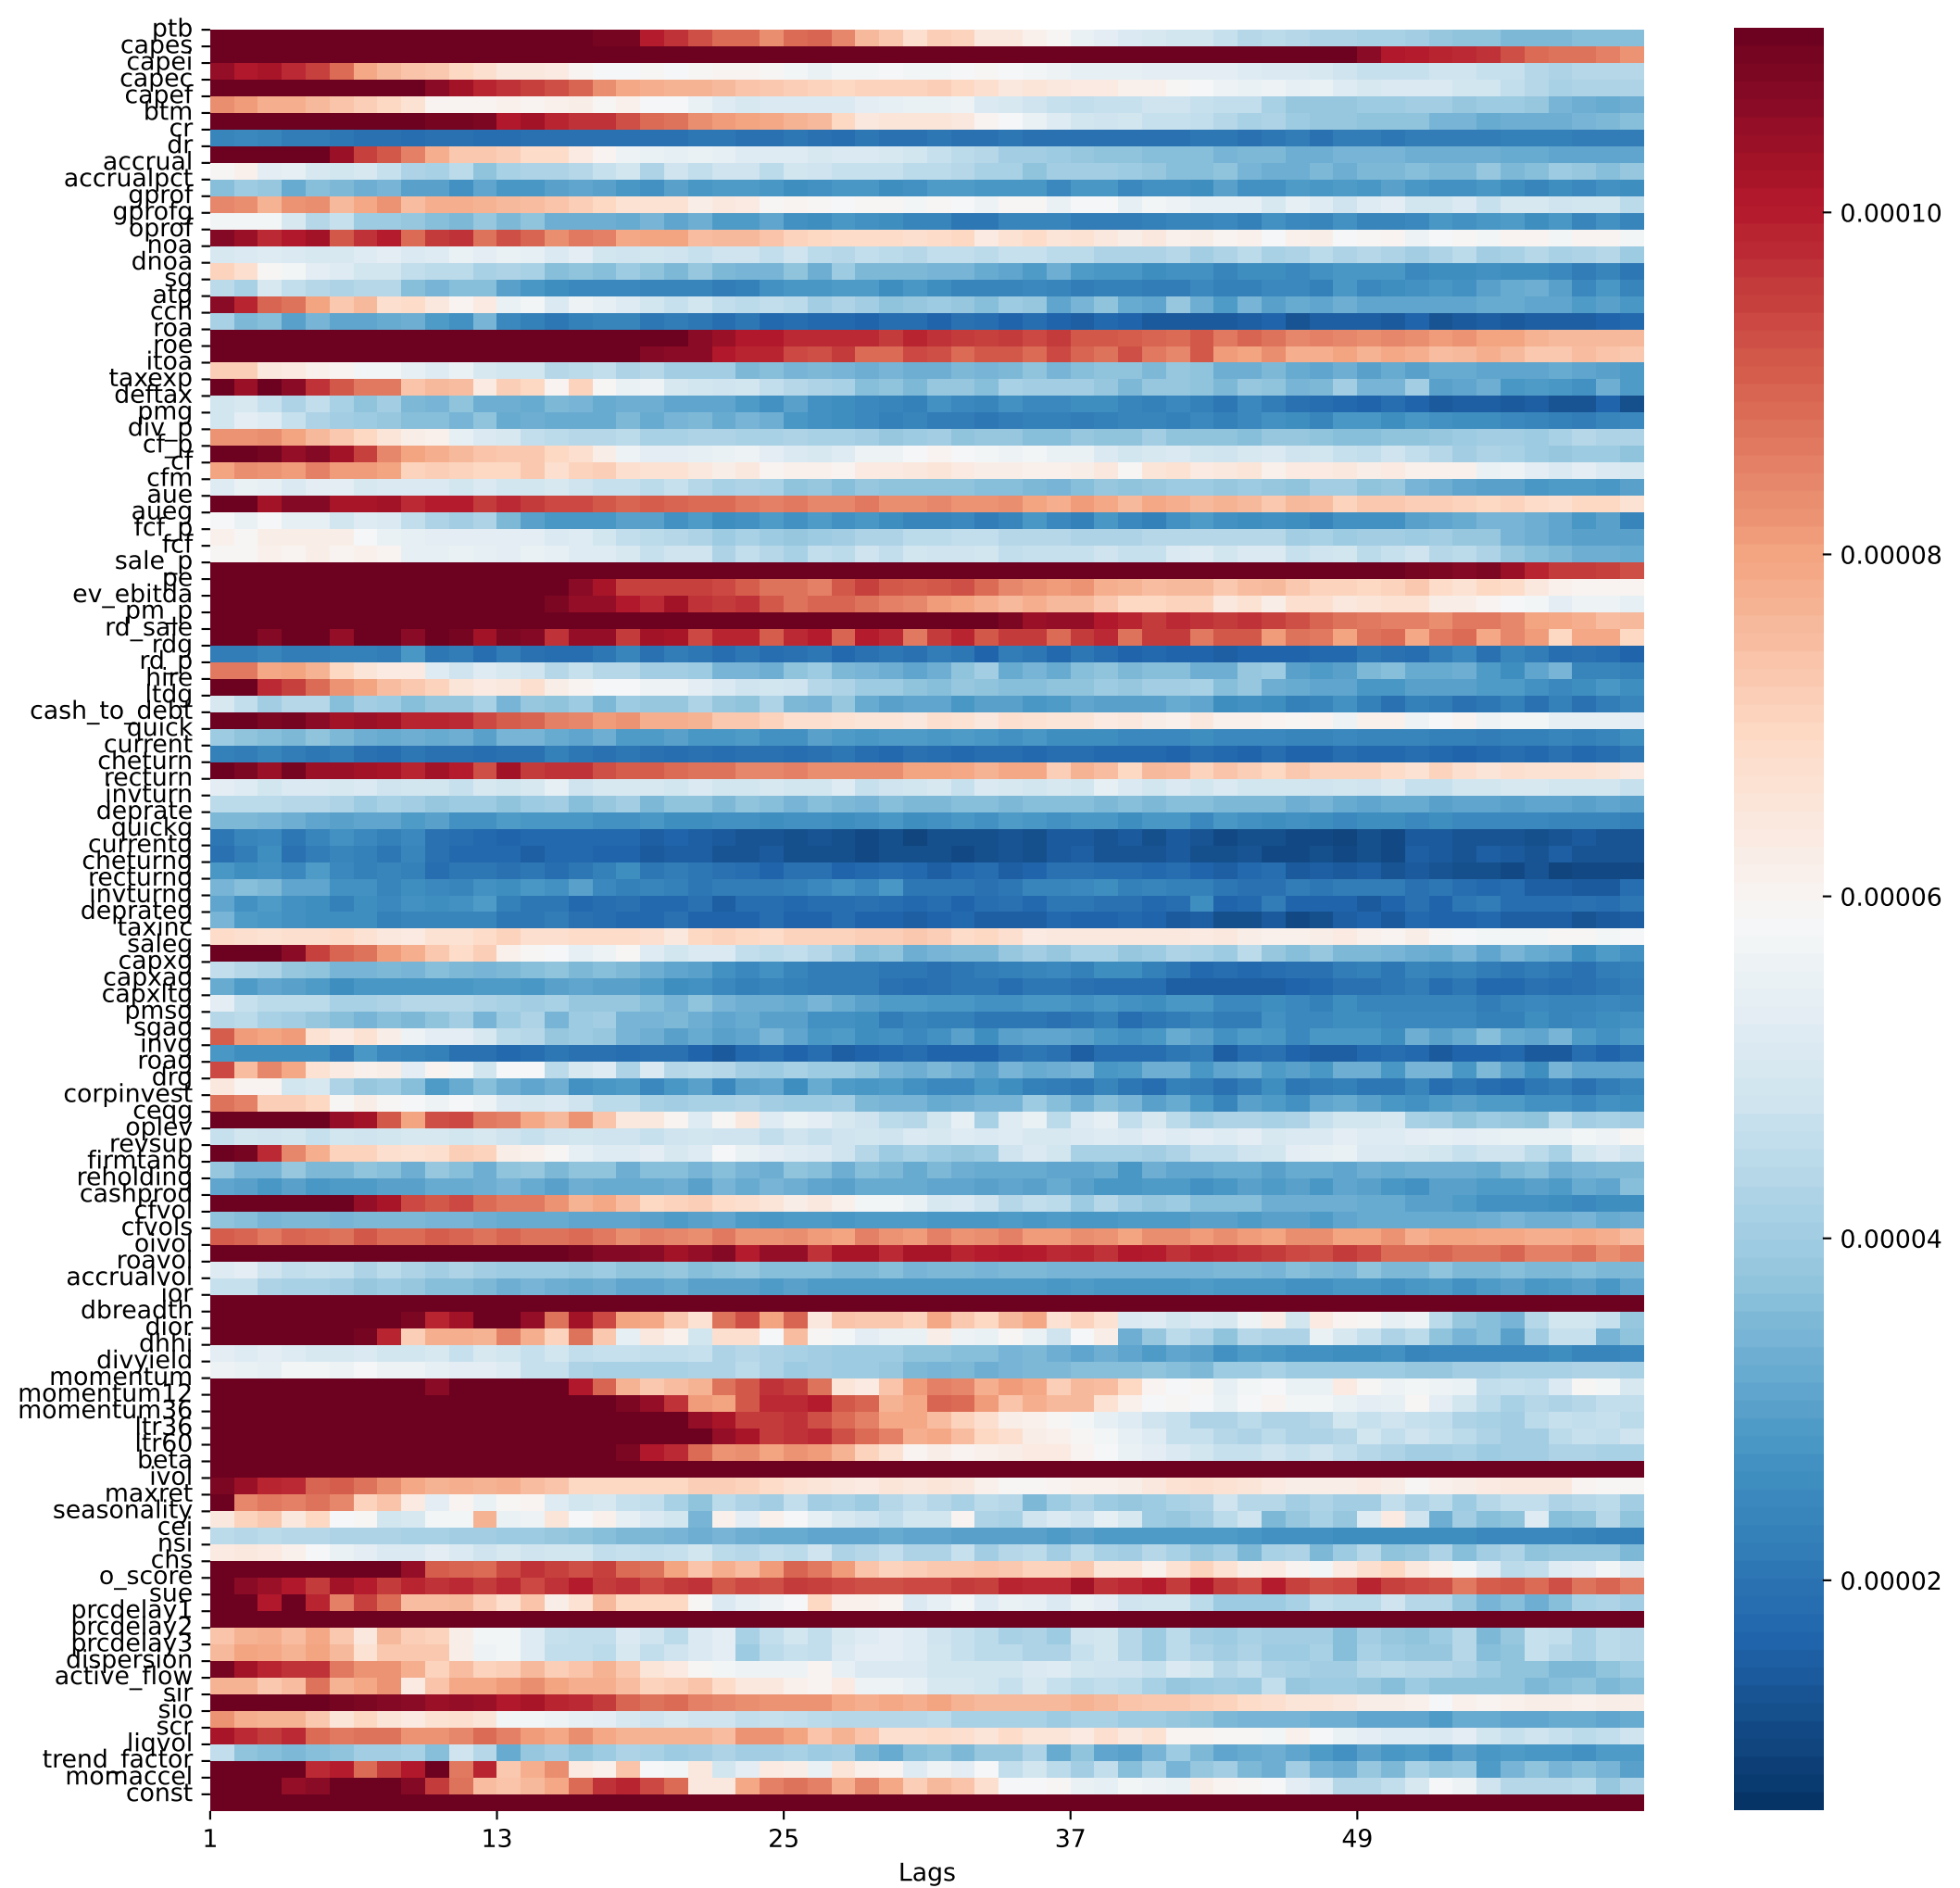 ptb
capes
capei
capec
capef
btm
cr
dr
accrual
accrualpct
gprof
gprofg
oprof
noa
dnoa
sg
atg
ccn
roa
roe
itoa
taxexp
deftax
pmg
div_p
cf_p
cf
cfm
aue
aueg
fcf_p
fcf
sale_p
pe
ev_ebitda
pm_p
rd_sale
rdg
rd_p
hire
ltdg
cash_to_debt
quick
current
cheturn
recturn
invturn
deprate
quickg
currentg
cheturng
recturng
invturng
deprateg
taxinc
saleg
capxg
capxag
capxltg
pmsg
sgag
invg
roag
drg
corpinvest
ceqg
oplev
revsup
firmtang
reholding
cashprod
cfvol
cfvols
oivol
roavol
accrualvol
ior
dbreadth
dior
dhhi
divyield
momentum
momentum12
momentum36
ltr36
ltr60
beta
ivol
maxret
seasonality
cei
nsi
chs
o_score
sue
prcdelay1
prcdelay2
prcdelay3
dispersion
active_flow
sir
sio
scr
liqvol
trend_factor
momaccel
const
1 13 25 37 49
Lags
0.00010
0.00008
0.00006
0.00004
0.00002